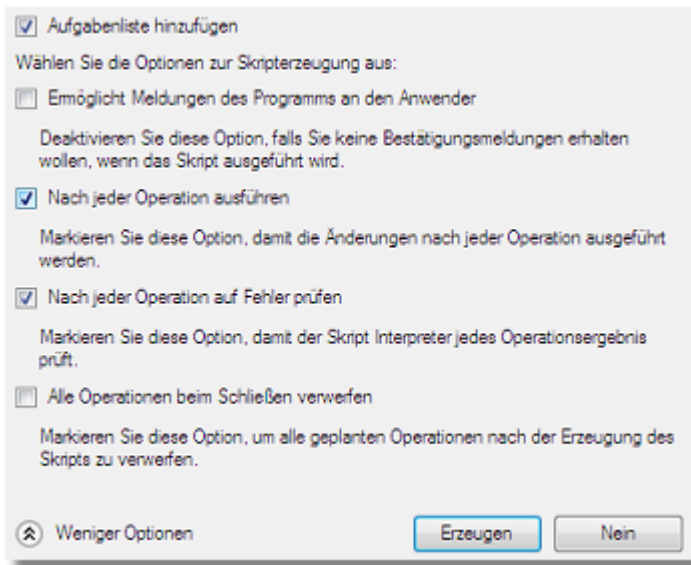 Aufgabenliste hinzufügen
Wählen Sie die Optionen zur Skripterzeugung aus:
Ermöglicht Meldungen des Programms an den Anwender
Deaktivieren Sie diese Option, falls Sie keine Bestätigungsmeldungen erhalten
wollen, wenn das Skript ausgeführt wird.
Nach jeder Operation ausführen
Markieren Sie diese Option, damit die Änderungen nach jeder Operation ausgeführt
werden.
Nach jeder Operation auf Fehler prüfen
Markieren Sie diese Option, damit der Skript Interpreter jedes Operationsergebnis
prüft.
Alle Operationen beim Schließen verwerfen
Markieren Sie diese Option, um alle geplanten Operationen nach der Erzeugung des
Skripts zu verwerfen.
Weniger Optionen
Erzeugen
Nein